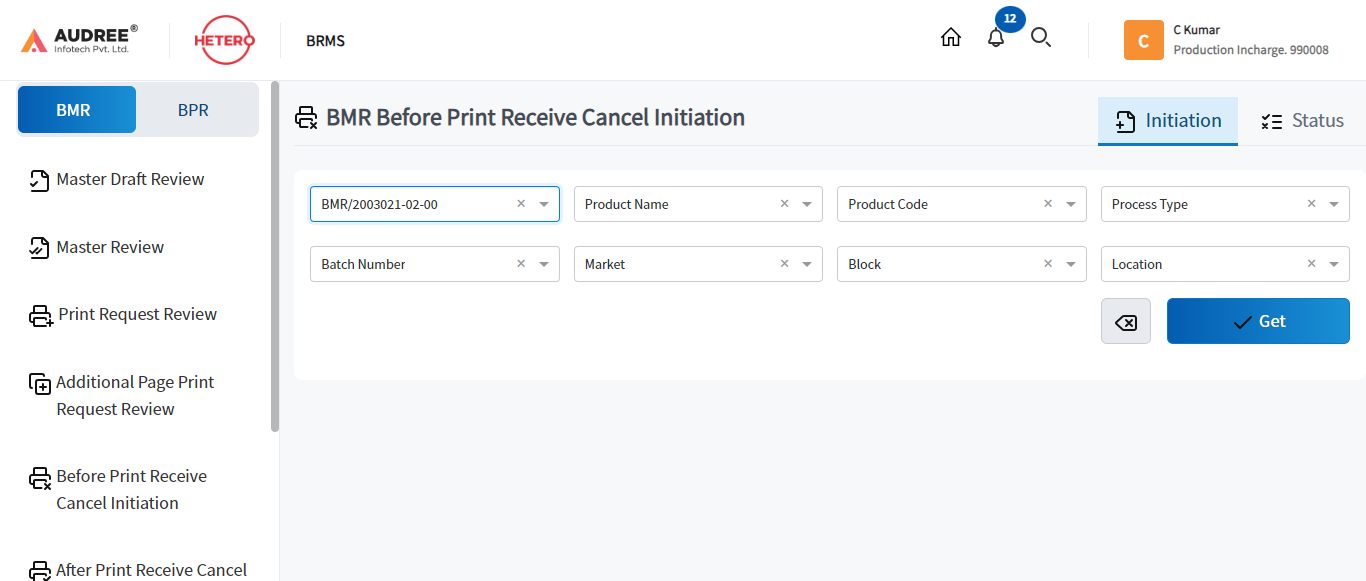 AUDREE®
Infotech Pvt. Ltd.
HETERO
BRMS
12
C
C Kumar
Production Incharge. 990008
BMR
BPR
Master Draft Review
Master Review
Print Request Review
Additional Page Print
Request Review
Before Print Receive
Cancel Initiation
After Print Receive Cancel
BMR Before Print Receive Cancel Initiation
Initiation
Status
BMR/2003021-02-00
Product Name
Product Code
Process Type
Batch Number
Market
Block
Location
Get